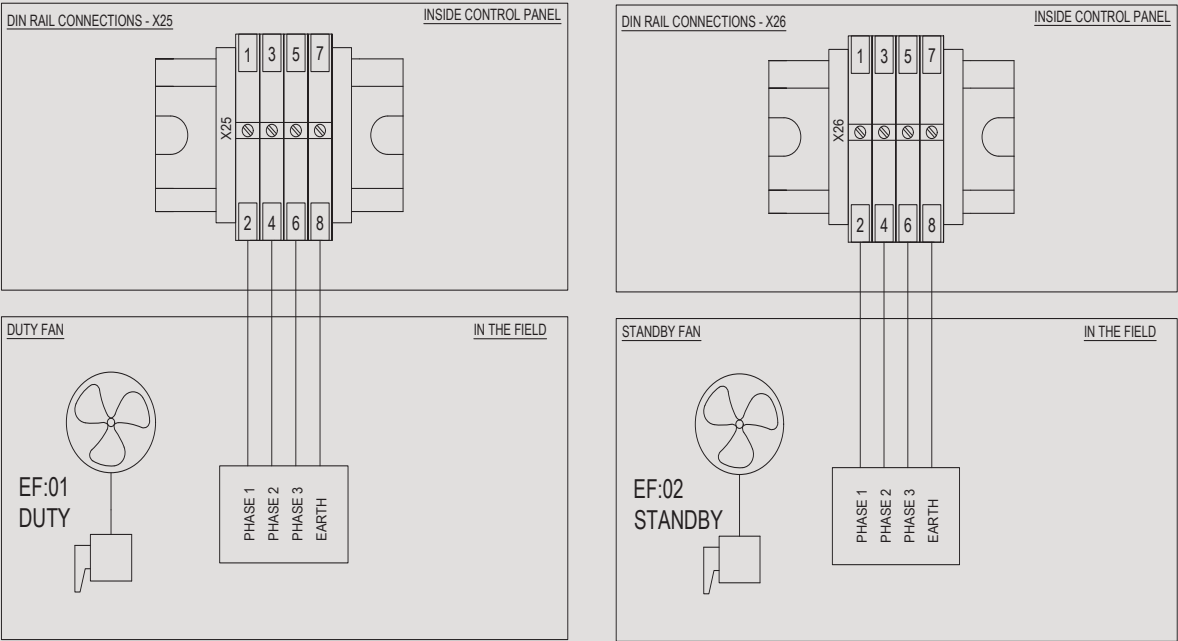 DIN RAIL CONNECTIONS - X25
INSIDE CONTROL PANEL
1 3 5 7
X25
2 4 6 8
DUTY FAN
IN THE FIELD
EF:01
DUTY
PHASE 1
PHASE 2
PHASE 3
EARTH
DIN RAIL CONNECTIONS - X26
INSIDE CONTROL PANEL
1 3 5 7
X26
2 4 6 8
STANDBY FAN
IN THE FIELD
EF:02
STANDBY
PHASE 1
PHASE 2
PHASE 3
EARTH